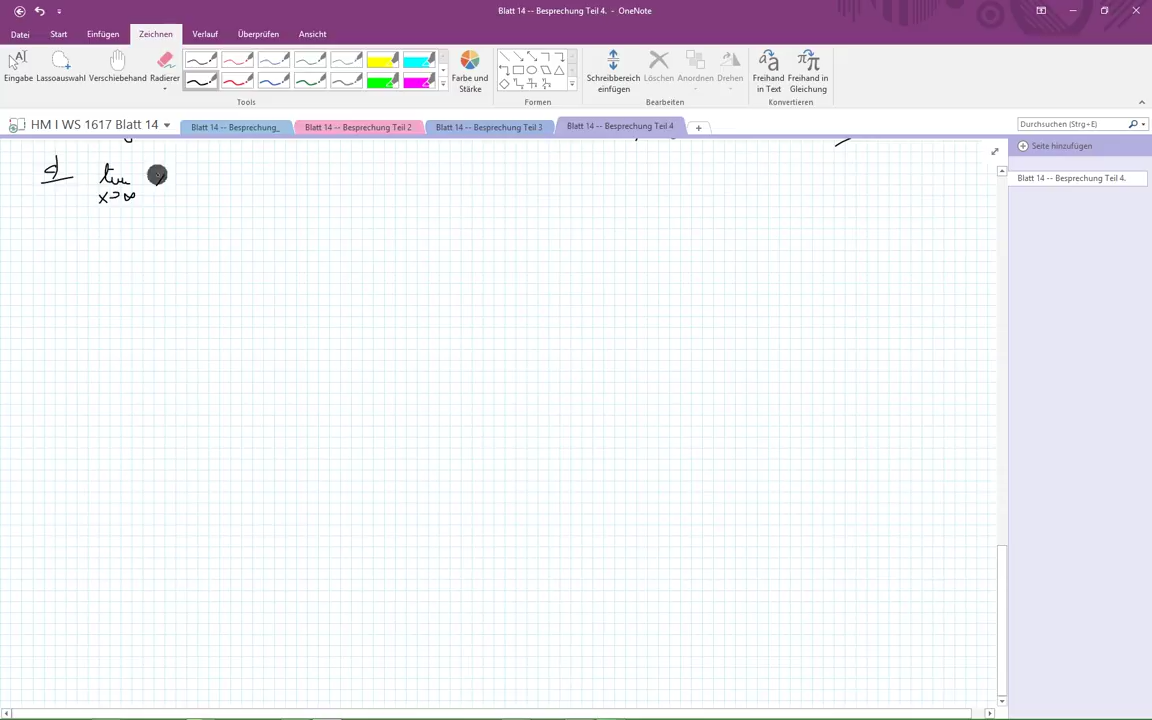 Blatt 14 -- Besprechung Teil 4. - OneNote
Datei Start Einfügen Zeichnen Verlauf Überprüfen Ansicht
Eingabe Lassoauswahl Verschiebehand Radierer
Farbe und Stärke
Schreibbereich einfügen
Löschen Anordnen Drehen
Freihand in Text
Freihand in Gleichung
Tools Formen Bearbeiten Konvertieren
HM I WS 1617 Blatt 14
Blatt 14 -- Besprechung_ Blatt 14 -- Besprechung Teil 2 Blatt 14 -- Besprechung Teil 3 Blatt 14 -- Besprechung Teil 4
Durchsuchen (Strg+E)
Seite hinzufügen
Blatt 14 -- Besprechung Teil 4.
d lim
x→∞